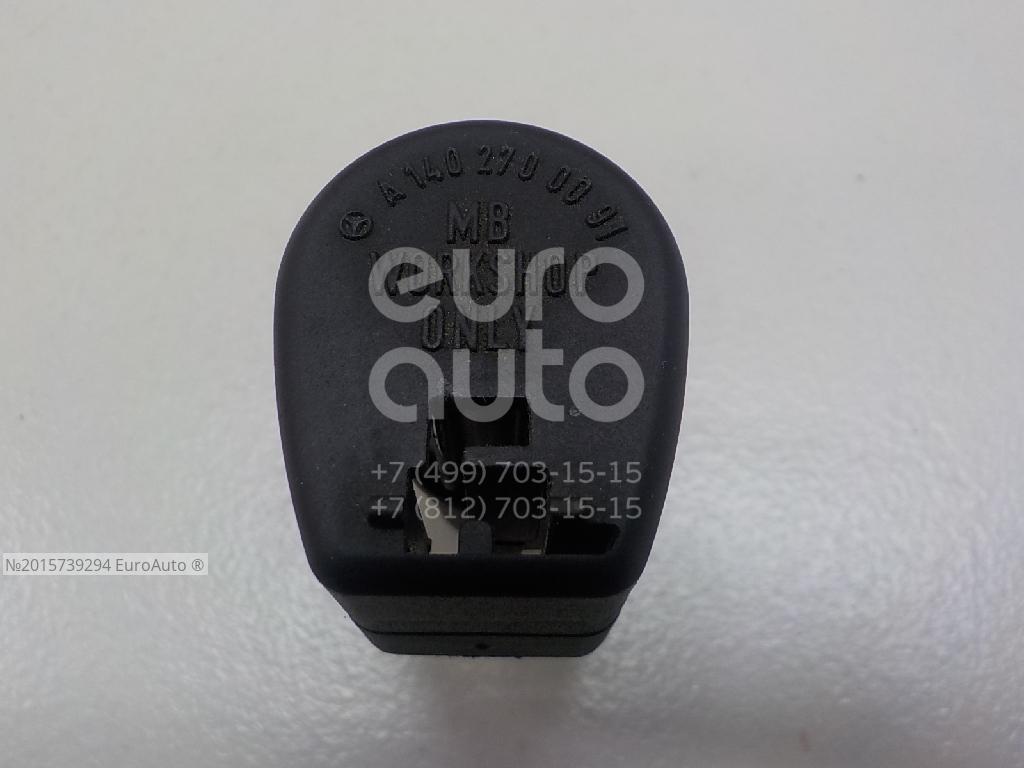 A 140 270 00 91
MB
WORKSHOP
ONLY
euro
auto
+7 (499) 703-15-15
+7 (812) 703-15-15
№2015739294 EuroAuto ®